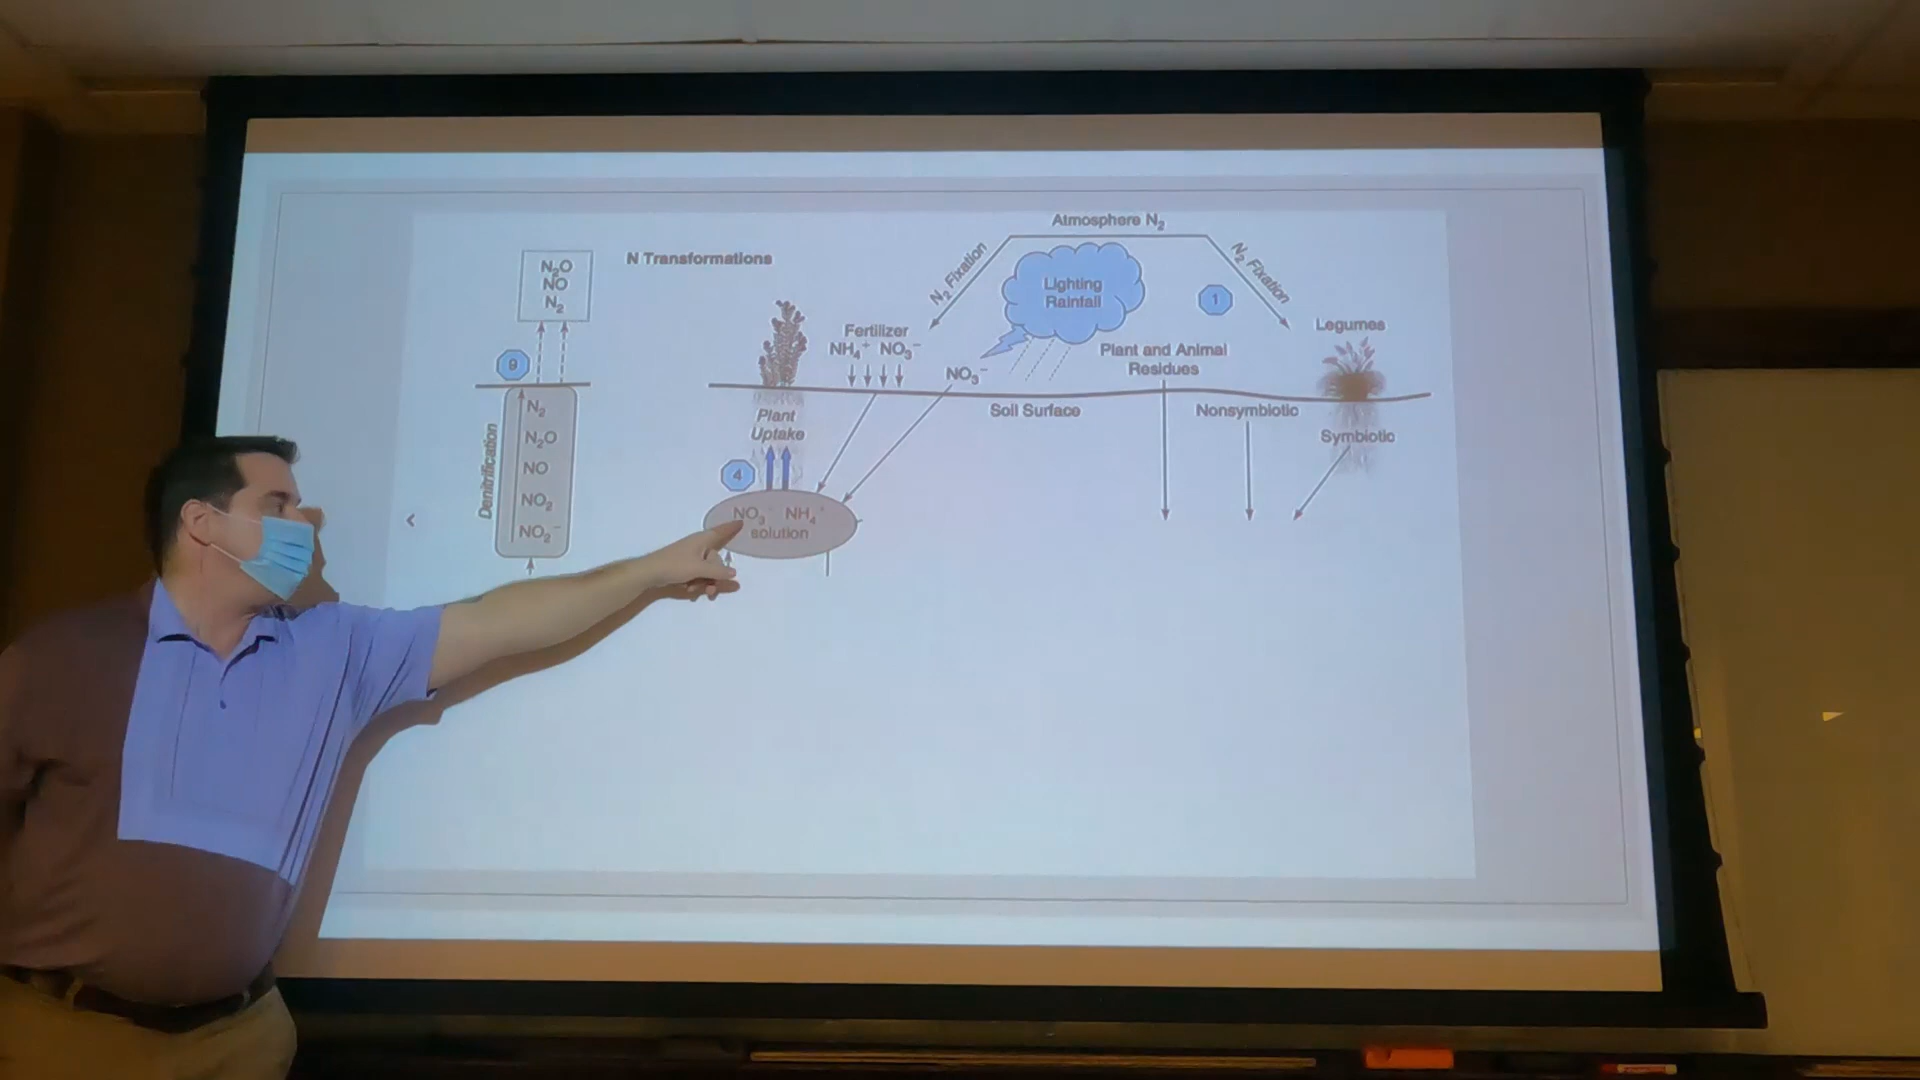 Atmosphere N₂
N Transformations
N₂O
NO
N₂
N₂ Fixation
Lighting
Rainfall
1
N₂ Fixation
Fertilizer
NH₄⁺ NO₃⁻
Legumes
9
NO₃⁻
Plant and Animal
Residues
Plant
Uptake
Soil Surface
Nonsymbiotic
Symbiotic
Denitrification
N₂
N₂O
NO
NO₂
NO₂⁻
4
NO₃⁻ NH₄⁺
solution